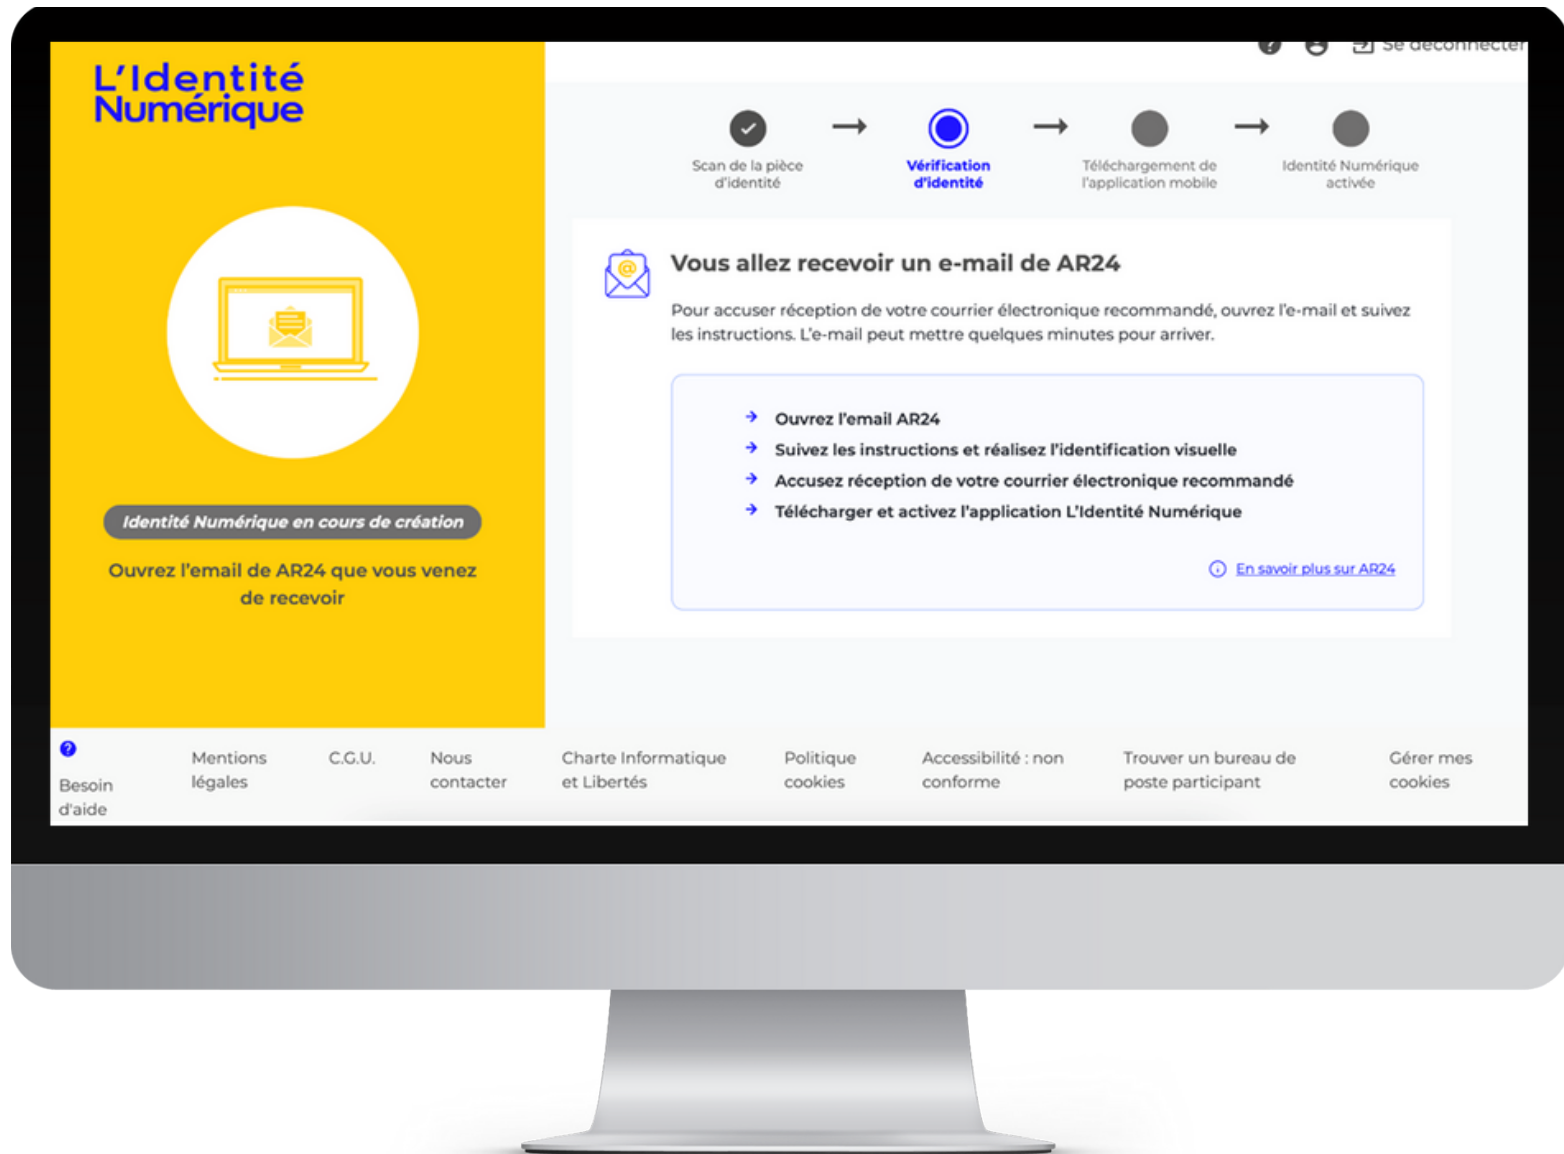 L'Identité
Numérique
Se déconnecter
Scan de la pièce
d'identité
Vérification
d'identité
Téléchargement de
l'application mobile
Identité Numérique
activée
Vous allez recevoir un e-mail de AR24
Pour accuser réception de votre courrier électronique recommandé, ouvrez l'e-mail et suivez
les instructions. L'e-mail peut mettre quelques minutes pour arriver.
Ouvrez l'email AR24
Suivez les instructions et réalisez l'identification visuelle
Accusez réception de votre courrier électronique recommandé
Télécharger et activez l'application L'Identité Numérique
En savoir plus sur AR24
Identité Numérique en cours de création
Ouvrez l'email de AR24 que vous venez
de recevoir
Besoin
d'aide
Mentions
légales
C.G.U.
Nous
contacter
Charte Informatique
et Libertés
Politique
cookies
Accessibilité : non
conforme
Trouver un bureau de
poste participant
Gérer mes
cookies